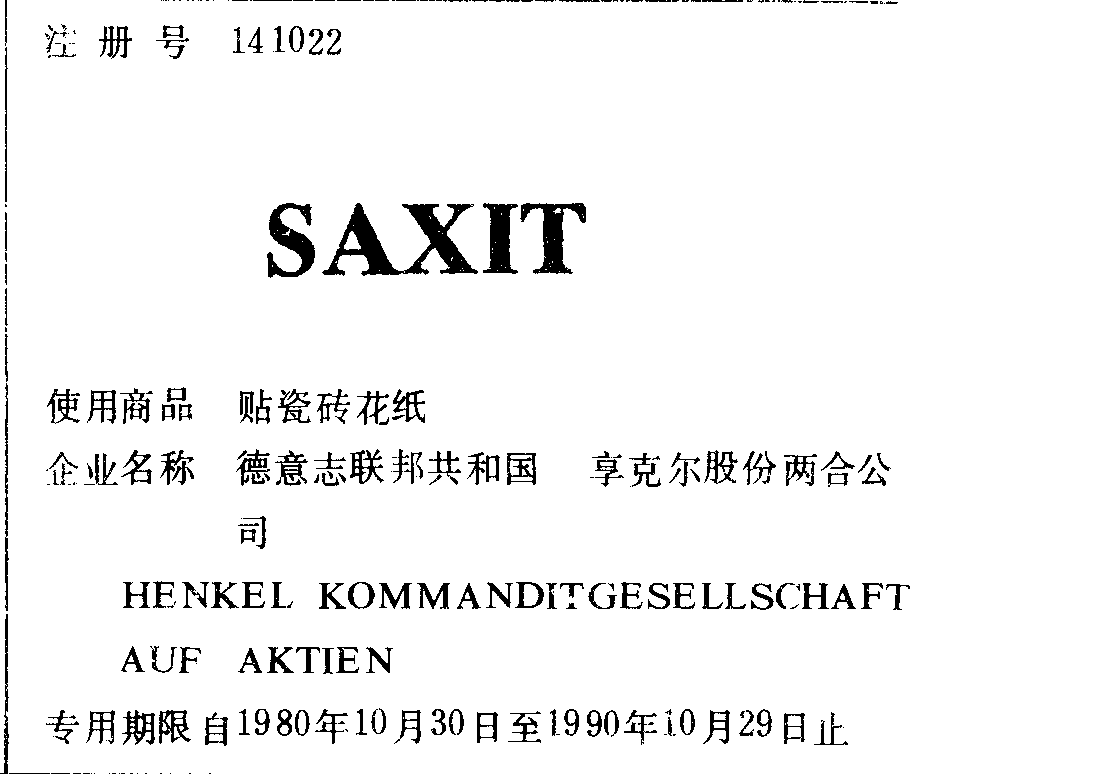 注册号 141022
SAXIT
使用商品 贴瓷砖花纸
企业名称 德意志联邦共和国 享克尔股份两合公
司
HENKEL KOMMANDITGESELLSCHAFT
AUF AKTIEN
专用期限自1980年10月30日至1990年10月29日止